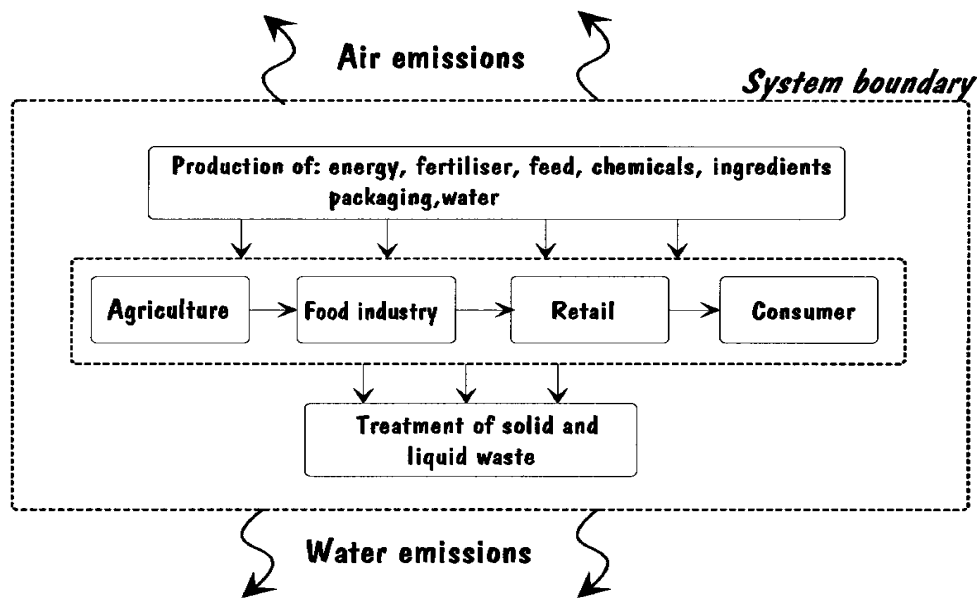 Air emissions
System boundary
Production of: energy, fertiliser, feed, chemicals, ingredients
packaging,water
Agriculture
Food industry
Retail
Consumer
Treatment of solid and
liquid waste
Water emissions